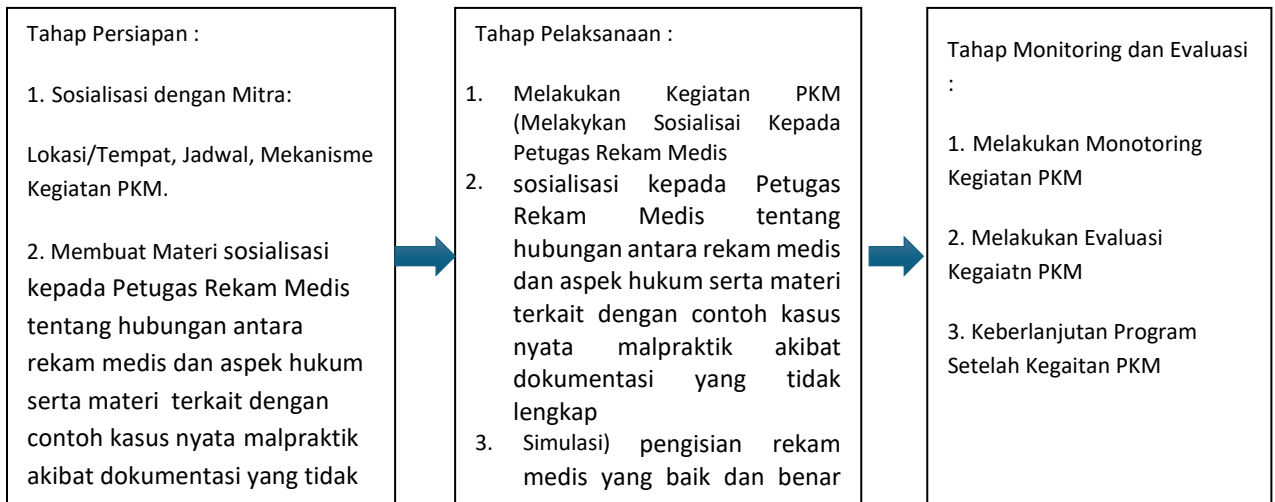 Tahap Persiapan :
1. Sosialisasi dengan Mitra:
Lokasi/Tempat, Jadwal, Mekanisme
Kegiatan PKM.
2. Membuat Materi sosialisasi
kepada Petugas Rekam Medis
tentang hubungan antara
rekam medis dan aspek hukum
serta materi terkait dengan
contoh kasus nyata malpraktik
akibat dokumentasi yang tidak
Tahap Pelaksanaan :
1. Melakukan Kegiatan PKM
(Melakykan Sosialisai Kepada
Petugas Rekam Medis
2. sosialisasi kepada Petugas
Rekam Medis tentang
hubungan antara rekam medis
dan aspek hukum serta materi
terkait dengan contoh kasus
nyata malpraktik akibat
dokumentasi yang tidak
lengkap
3. Simulasi) pengisian rekam
medis yang baik dan benar
Tahap Monitoring dan Evaluasi
:
1. Melakukan Monotoring
Kegiatan PKM
2. Melakukan Evaluasi
Kegaiatn PKM
3. Keberlanjutan Program
Setelah Kegaitan PKM